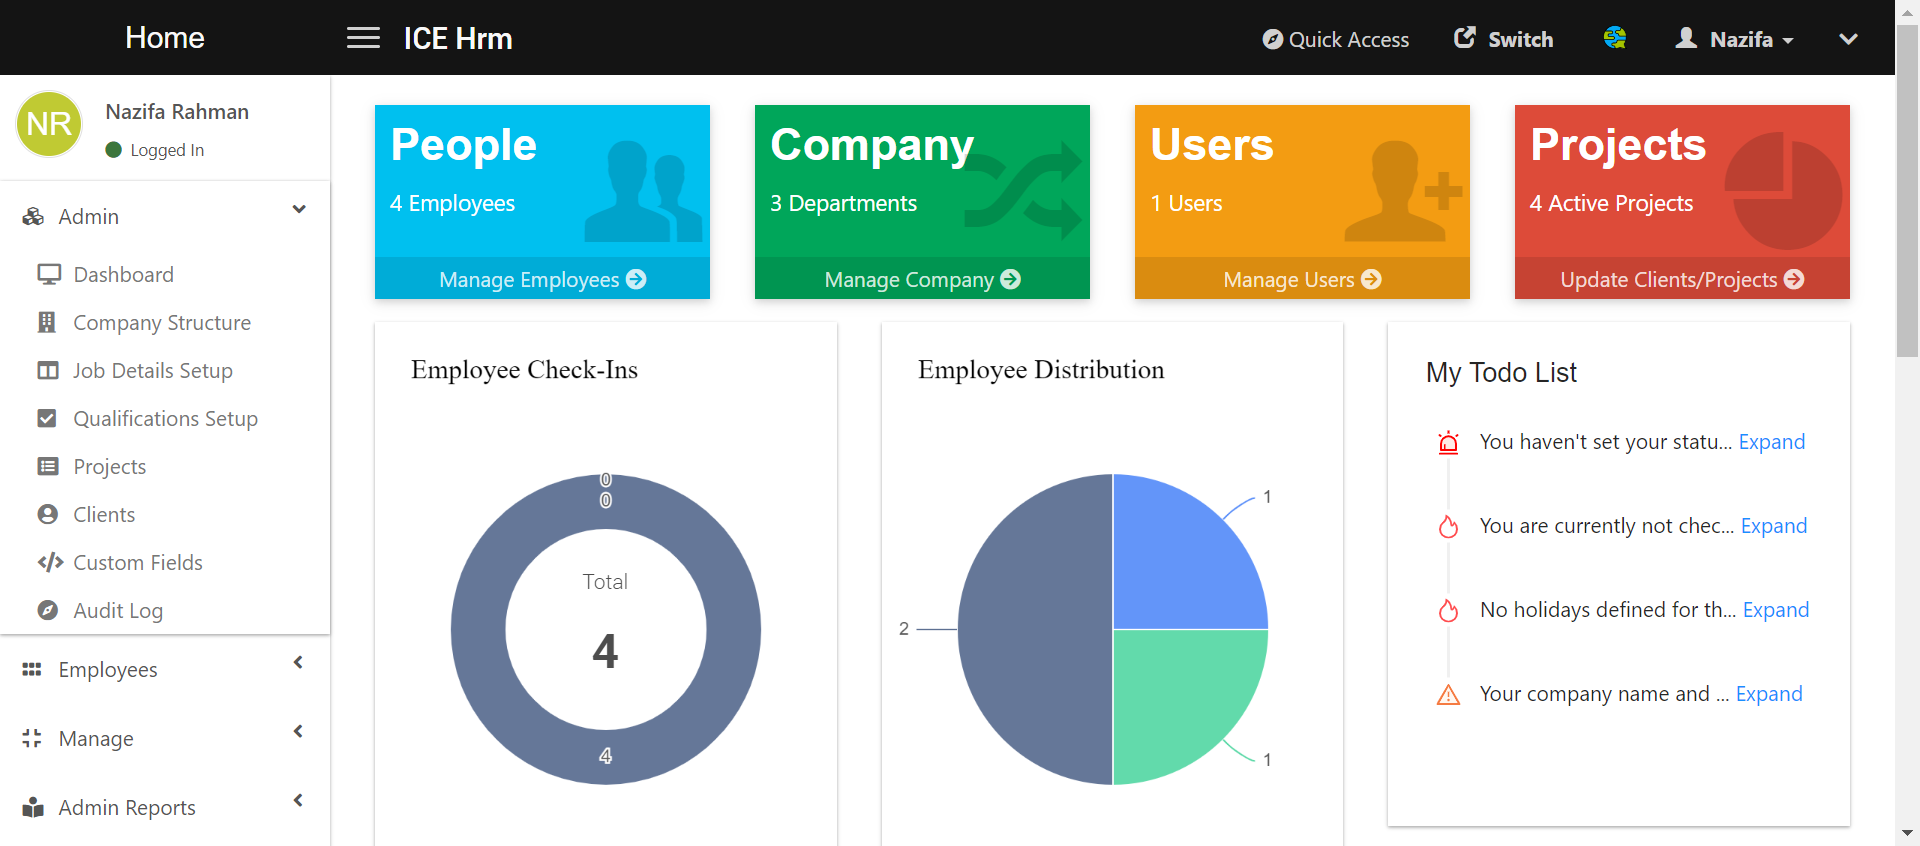 Home
ICE Hrm
Quick Access
Switch
Nazifa
NR
Nazifa Rahman
Logged In
Admin
Dashboard
Company Structure
Job Details Setup
Qualifications Setup
Projects
Clients
Custom Fields
Audit Log
Employees
Manage
Admin Reports
People
4 Employees
Manage Employees
Company
3 Departments
Manage Company
Users
1 Users
Manage Users
Projects
4 Active Projects
Update Clients/Projects
Employee Check-Ins
0
0
Total
4
4
Employee Distribution
1
2
1
My Todo List
You haven't set your statu... Expand
You are currently not chec... Expand
No holidays defined for th... Expand
Your company name and ... Expand